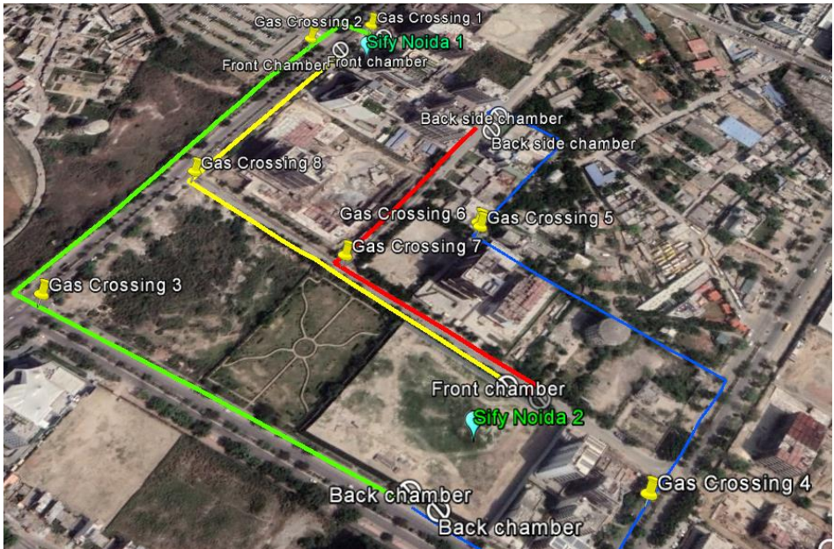 Gas Crossing 2
Gas Crossing 1
Sify Noida 1
Front Chamber
Front chamber
Back side chamber
Back side chamber
Gas Crossing 8
Gas Crossing 6
Gas Crossing 5
Gas Crossing 7
Gas Crossing 3
Front chamber
Sify Noida 2
Gas Crossing 4
Back chamber
Back chamber